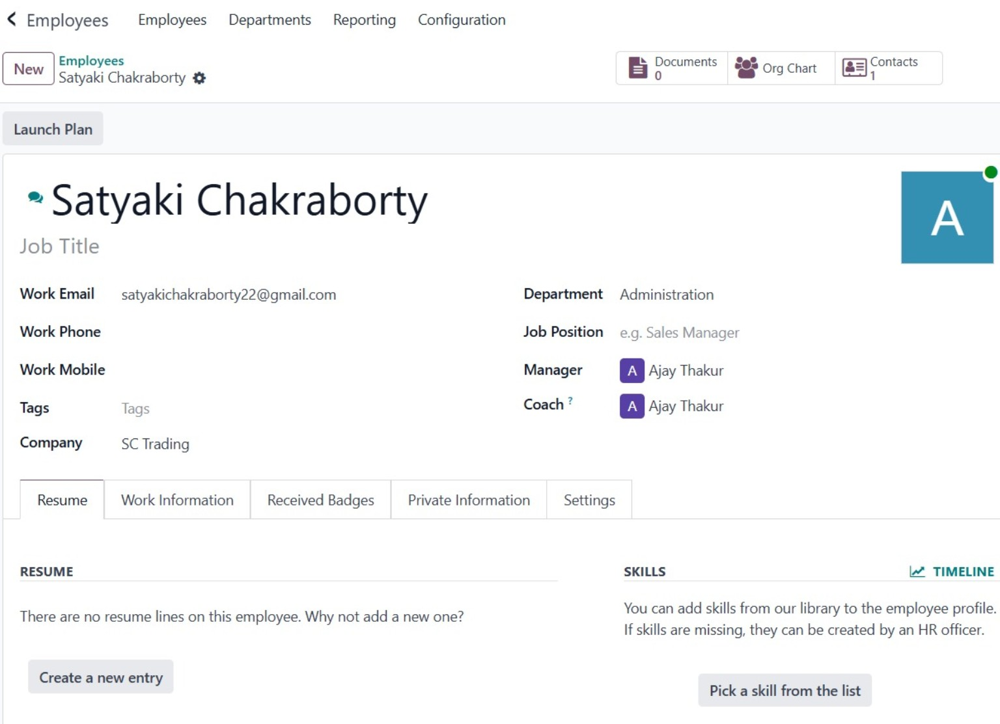 Employees Employees Departments Reporting Configuration
New
Employees
Satyaki Chakraborty
Documents
0
Org Chart
Contacts
1
Launch Plan
Satyaki Chakraborty
A
Job Title
Work Email satyakichakraborty22@gmail.com
Work Phone
Work Mobile
Tags Tags
Company SC Trading
Department Administration
Job Position e.g. Sales Manager
Manager A Ajay Thakur
Coach ? A Ajay Thakur
Resume Work Information Received Badges Private Information Settings
RESUME
There are no resume lines on this employee. Why not add a new one?
Create a new entry
SKILLS TIMELINE
You can add skills from our library to the employee profile.
If skills are missing, they can be created by an HR officer.
Pick a skill from the list